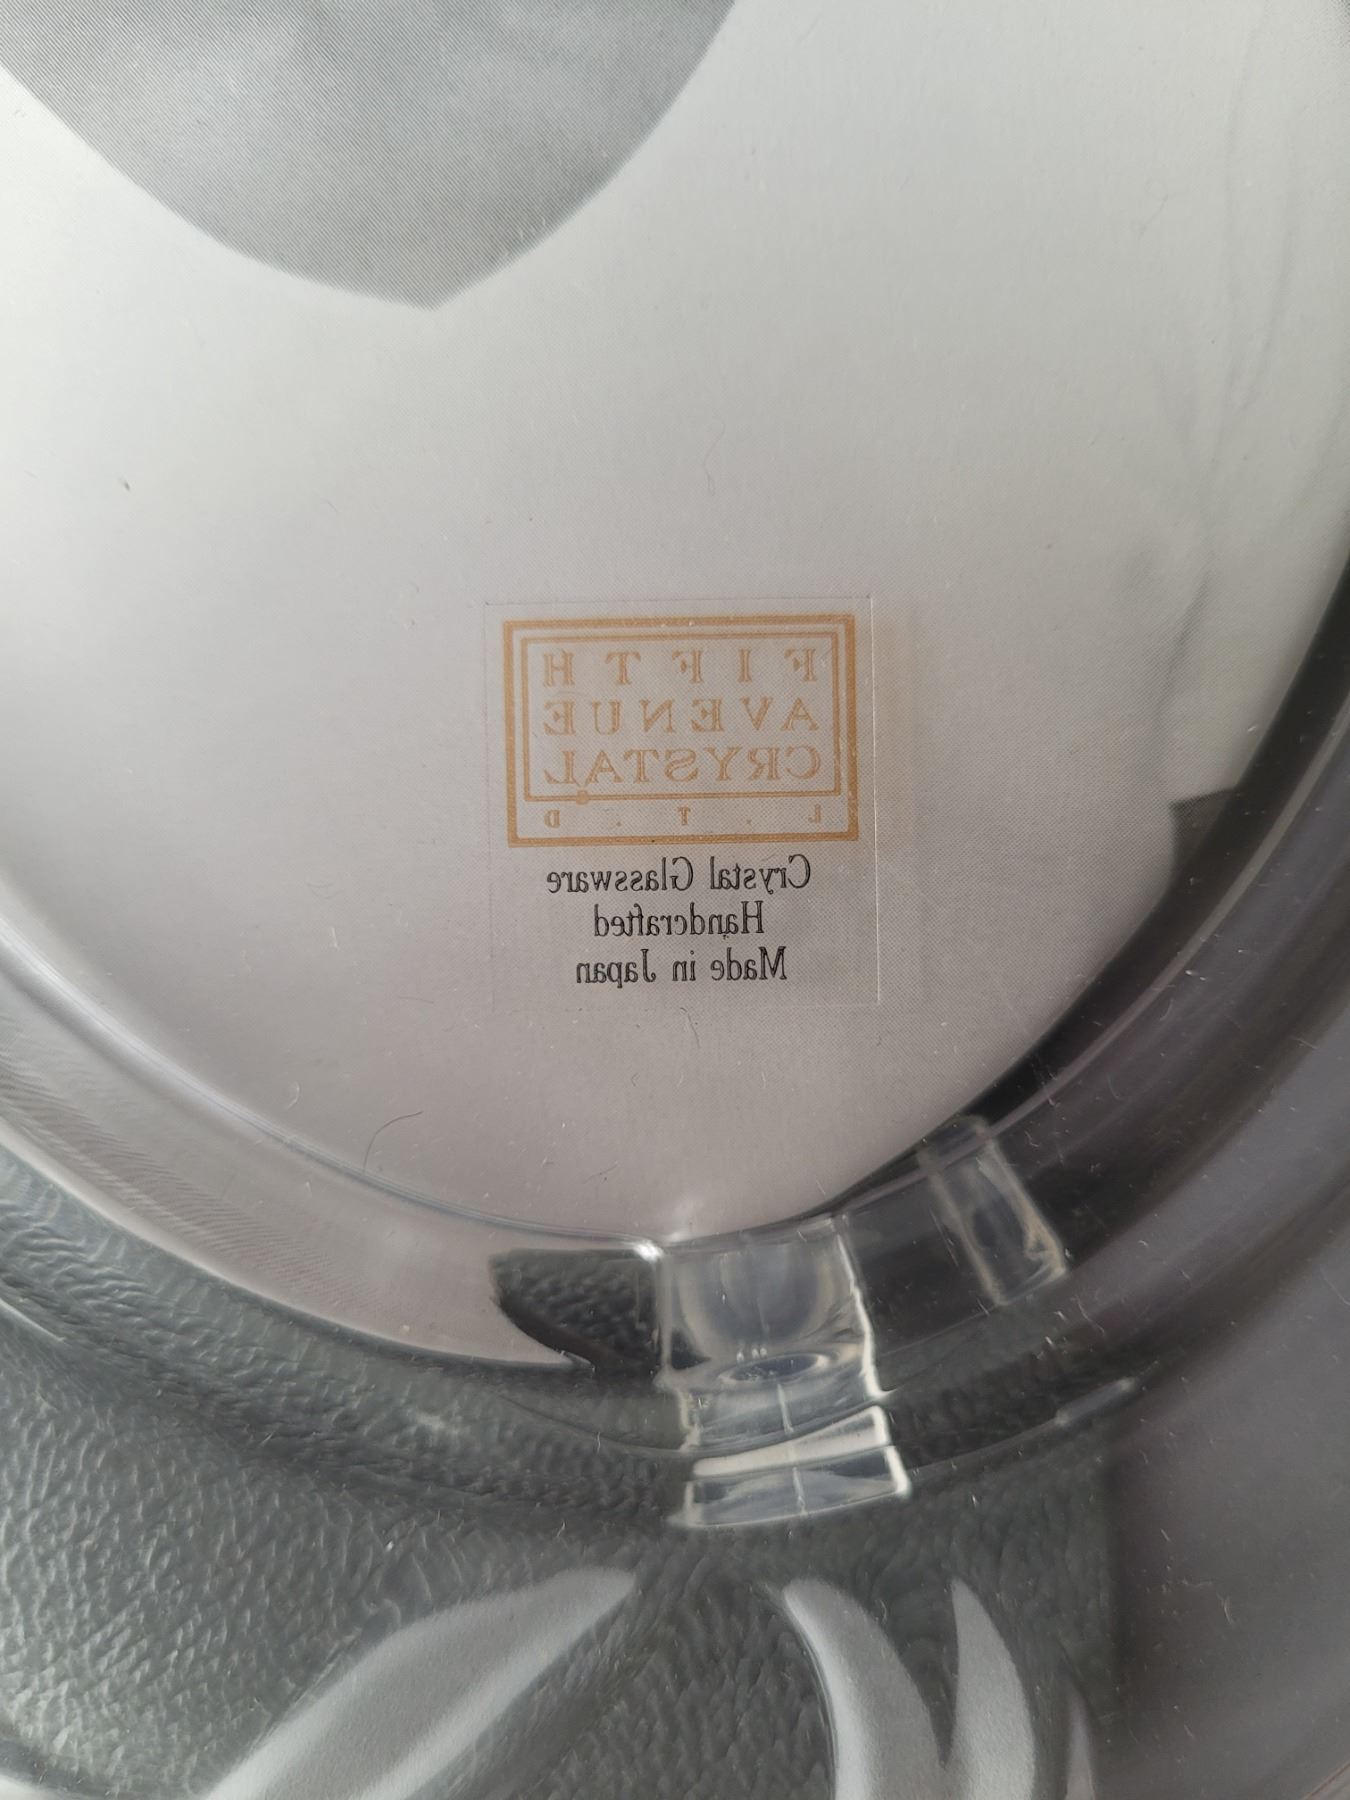 FIFTH
AVENUE
CRYSTAL
L.T.D
Crystal Glassware
Handcrafted
Made in Japan